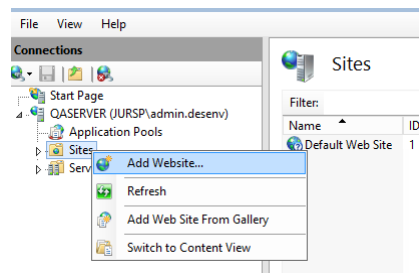 File View Help
Connections
Start Page
QASERVER (JURSP\admin.desenv)
Application Pools
Sites
Serv
Add Website...
Refresh
Add Web Site From Gallery
Switch to Content View
Sites
Filter:
Name ID
Default Web Site 1